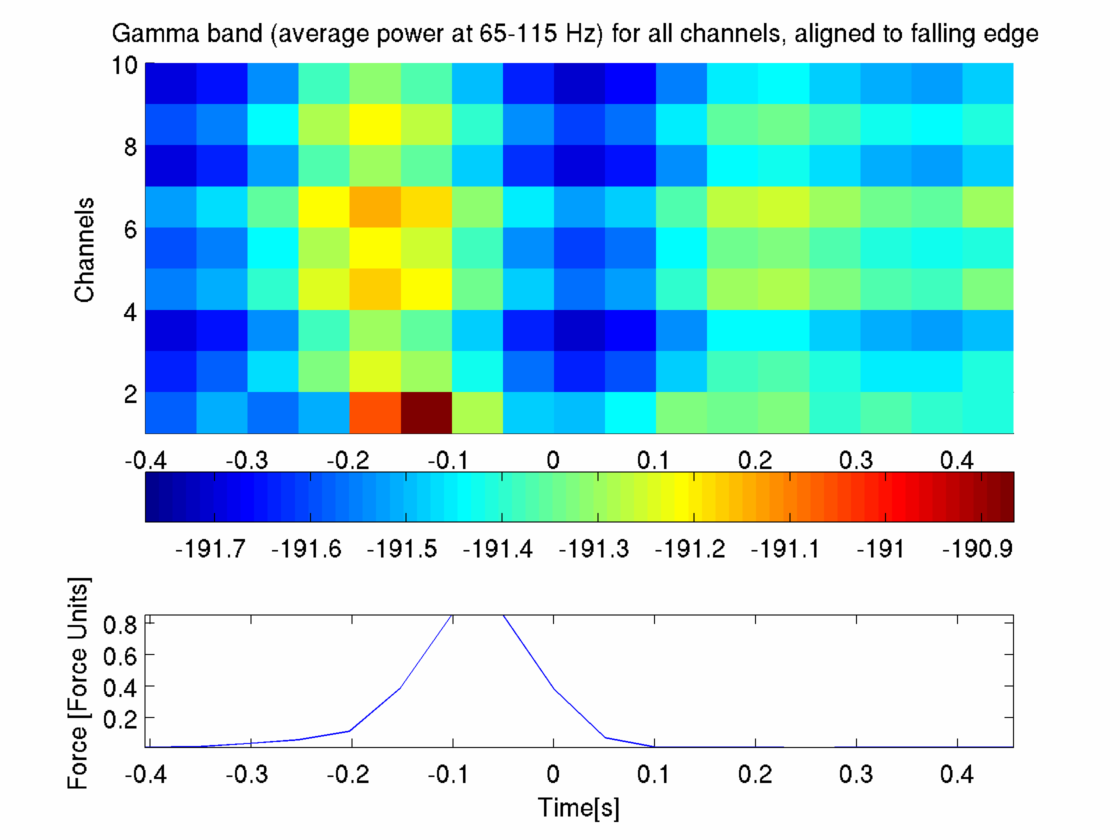 Gamma band (average power at 65-115 Hz) for all channels, aligned to falling edge
10
8
6
4
2
Channels
-0.4 -0.3 -0.2 -0.1 0 0.1 0.2 0.3 0.4
-191.7 -191.6 -191.5 -191.4 -191.3 -191.2 -191.1 -191 -190.9
0.8
0.6
0.4
0.2
Force [Force Units]
-0.4 -0.3 -0.2 -0.1 0 0.1 0.2 0.3 0.4
Time[s]